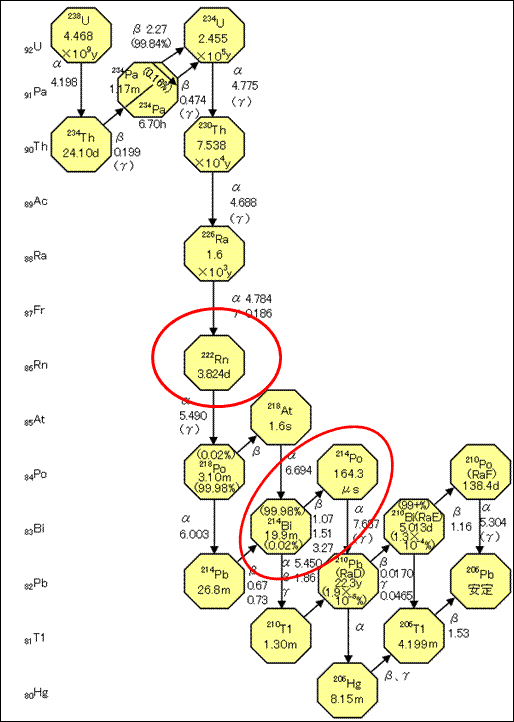 92U
91Pa
90Th
89Ac
88Ra
87Fr
86Rn
85At
84Po
83Bi
82Pb
81T1
80Hg
238U
4.468
×10⁹y
α
4.198
234Th
24.10d
β
0.199
(γ)
234Pa
1.17m
(0.16%)
234Pa
6.70h
β 2.27
(99.84%)
β
0.474
(γ)
234U
2.455
×10⁵y
α
4.775
(γ)
230Th
7.538
×10⁴y
α
4.688
(γ)
226Ra
1.6
×10³y
α 4.784
γ 0.186
222Rn
3.824d
α
5.490
(γ)
(0.02%)
218Po
3.10m
(99.98%)
β
218At
1.6s
α
6.694
α
6.003
214Pb
26.8m
β
0.67
0.73
(99.98%)
214Bi
19.9m
(0.02%)
β
1.07
1.51
3.27
214Po
164.3
μs
α
7.687
(γ)
α 5.450
β
γ 1.86
210T1
1.30m
210Pb
(RaD)
22.3y
(1.9×
10⁻⁶%)
β
0.0170
γ
0.0465
(99+%)
210Bi(RaE)
5.013d
(1.3×
10⁻⁴%)
β
1.16
210Po
(RaF)
138.4d
α
5.304
(γ)
206Pb
安定
α
206Hg
8.15m
β、γ
206T1
4.199m
β
1.53